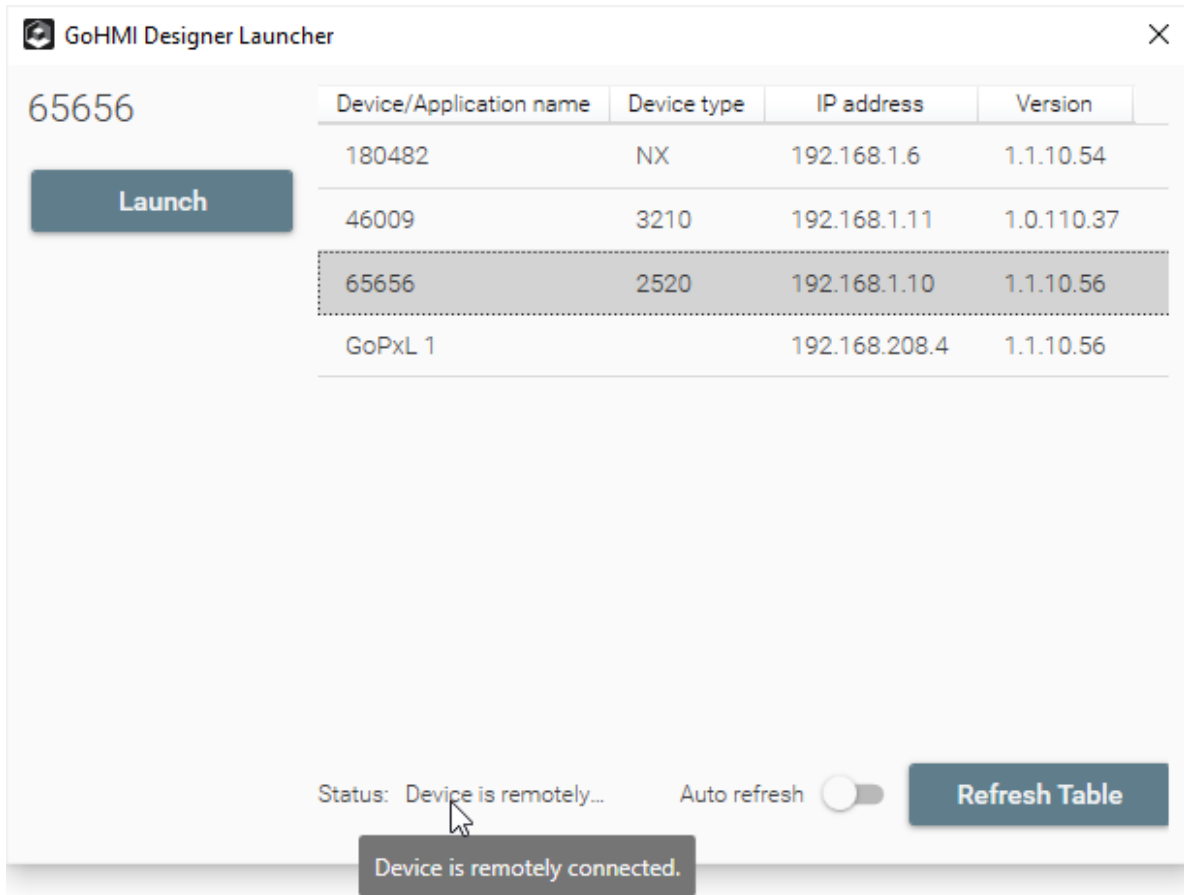 GoHMI Designer Launcher
65656
Launch
Device/Application name Device type IP address Version
180482 NX 192.168.1.6 1.1.10.54
46009 3210 192.168.1.11 1.0.110.37
65656 2520 192.168.1.10 1.1.10.56
GoPxL 1 192.168.208.4 1.1.10.56
Status: Device is remotely... Auto refresh Refresh Table
Device is remotely connected.